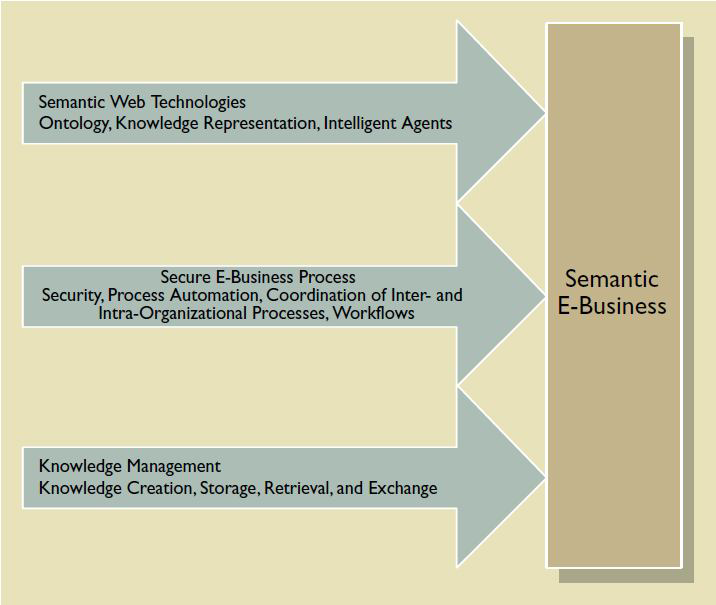 Semantic Web Technologies
Ontology, Knowledge Representation, Intelligent Agents
Secure E-Business Process
Security, Process Automation, Coordination of Inter- and
Intra-Organizational Processes, Workflows
Knowledge Management
Knowledge Creation, Storage, Retrieval, and Exchange
Semantic
E-Business